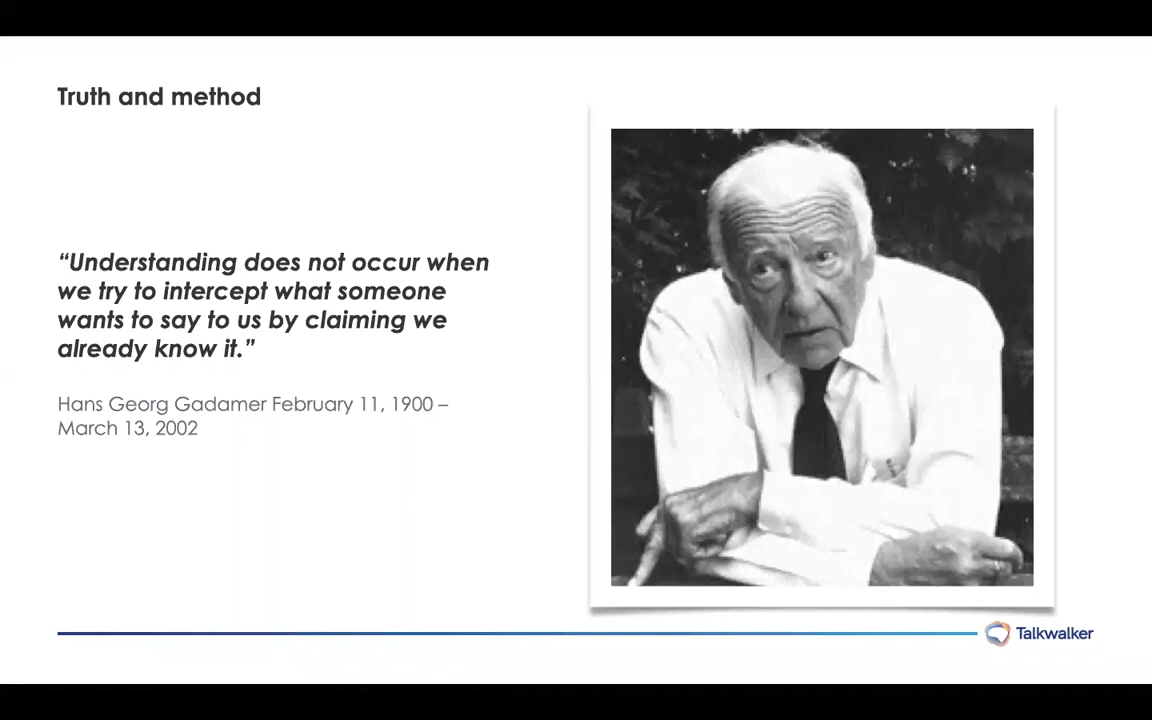 Truth and method
“Understanding does not occur when
we try to intercept what someone
wants to say to us by claiming we
already know it.”
Hans Georg Gadamer February 11, 1900 –
March 13, 2002
Talkwalker